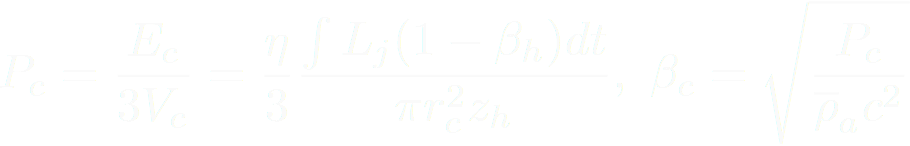 P_c = \frac{E_c}{3V_c} = \frac{\eta}{3} \frac{\int L_j(1 - \beta_h)dt}{\pi r_c^2 z_h}, \beta_c = \sqrt{\frac{P_c}{\overline{\rho}_a c^2}}